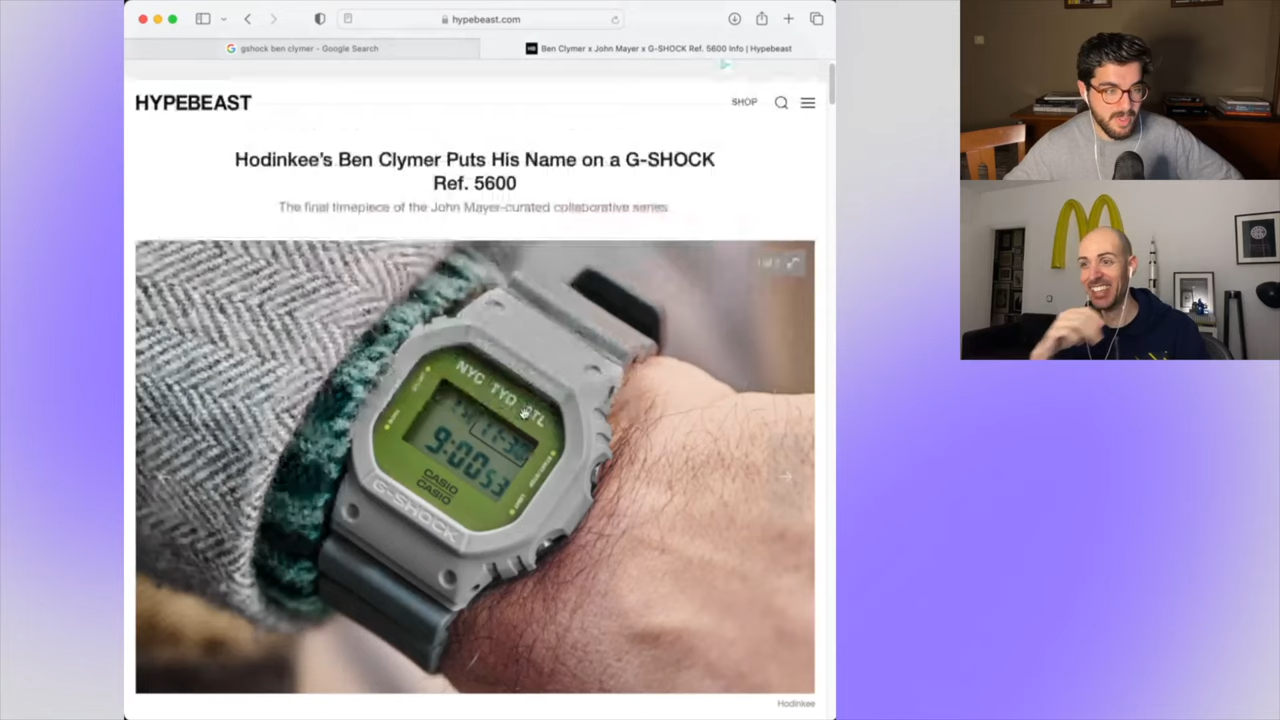 hypebeast.com
gshock ben clymer - Google Search
Ben Clymer x John Mayer x G-SHOCK Ref. 5600 Info | Hypebeast
HYPEBEAST
SHOP
Hodinkee's Ben Clymer Puts His Name on a G-SHOCK
Ref. 5600
The final timepiece of the John Mayer-curated collaborative series.
NYC TYO
9:00 53
CASIO
CASIO
G-SHOCK
Hodinkee